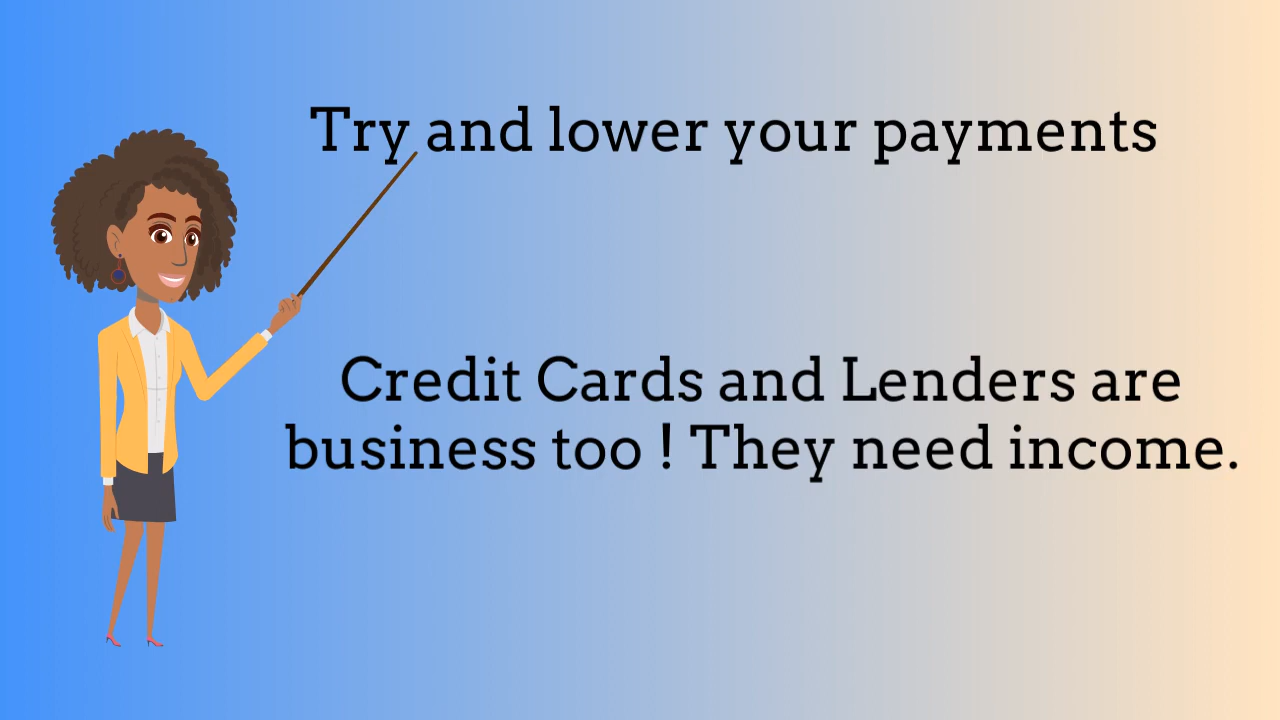 Try and lower your payments
Credit Cards and Lenders are
business too ! They need income.